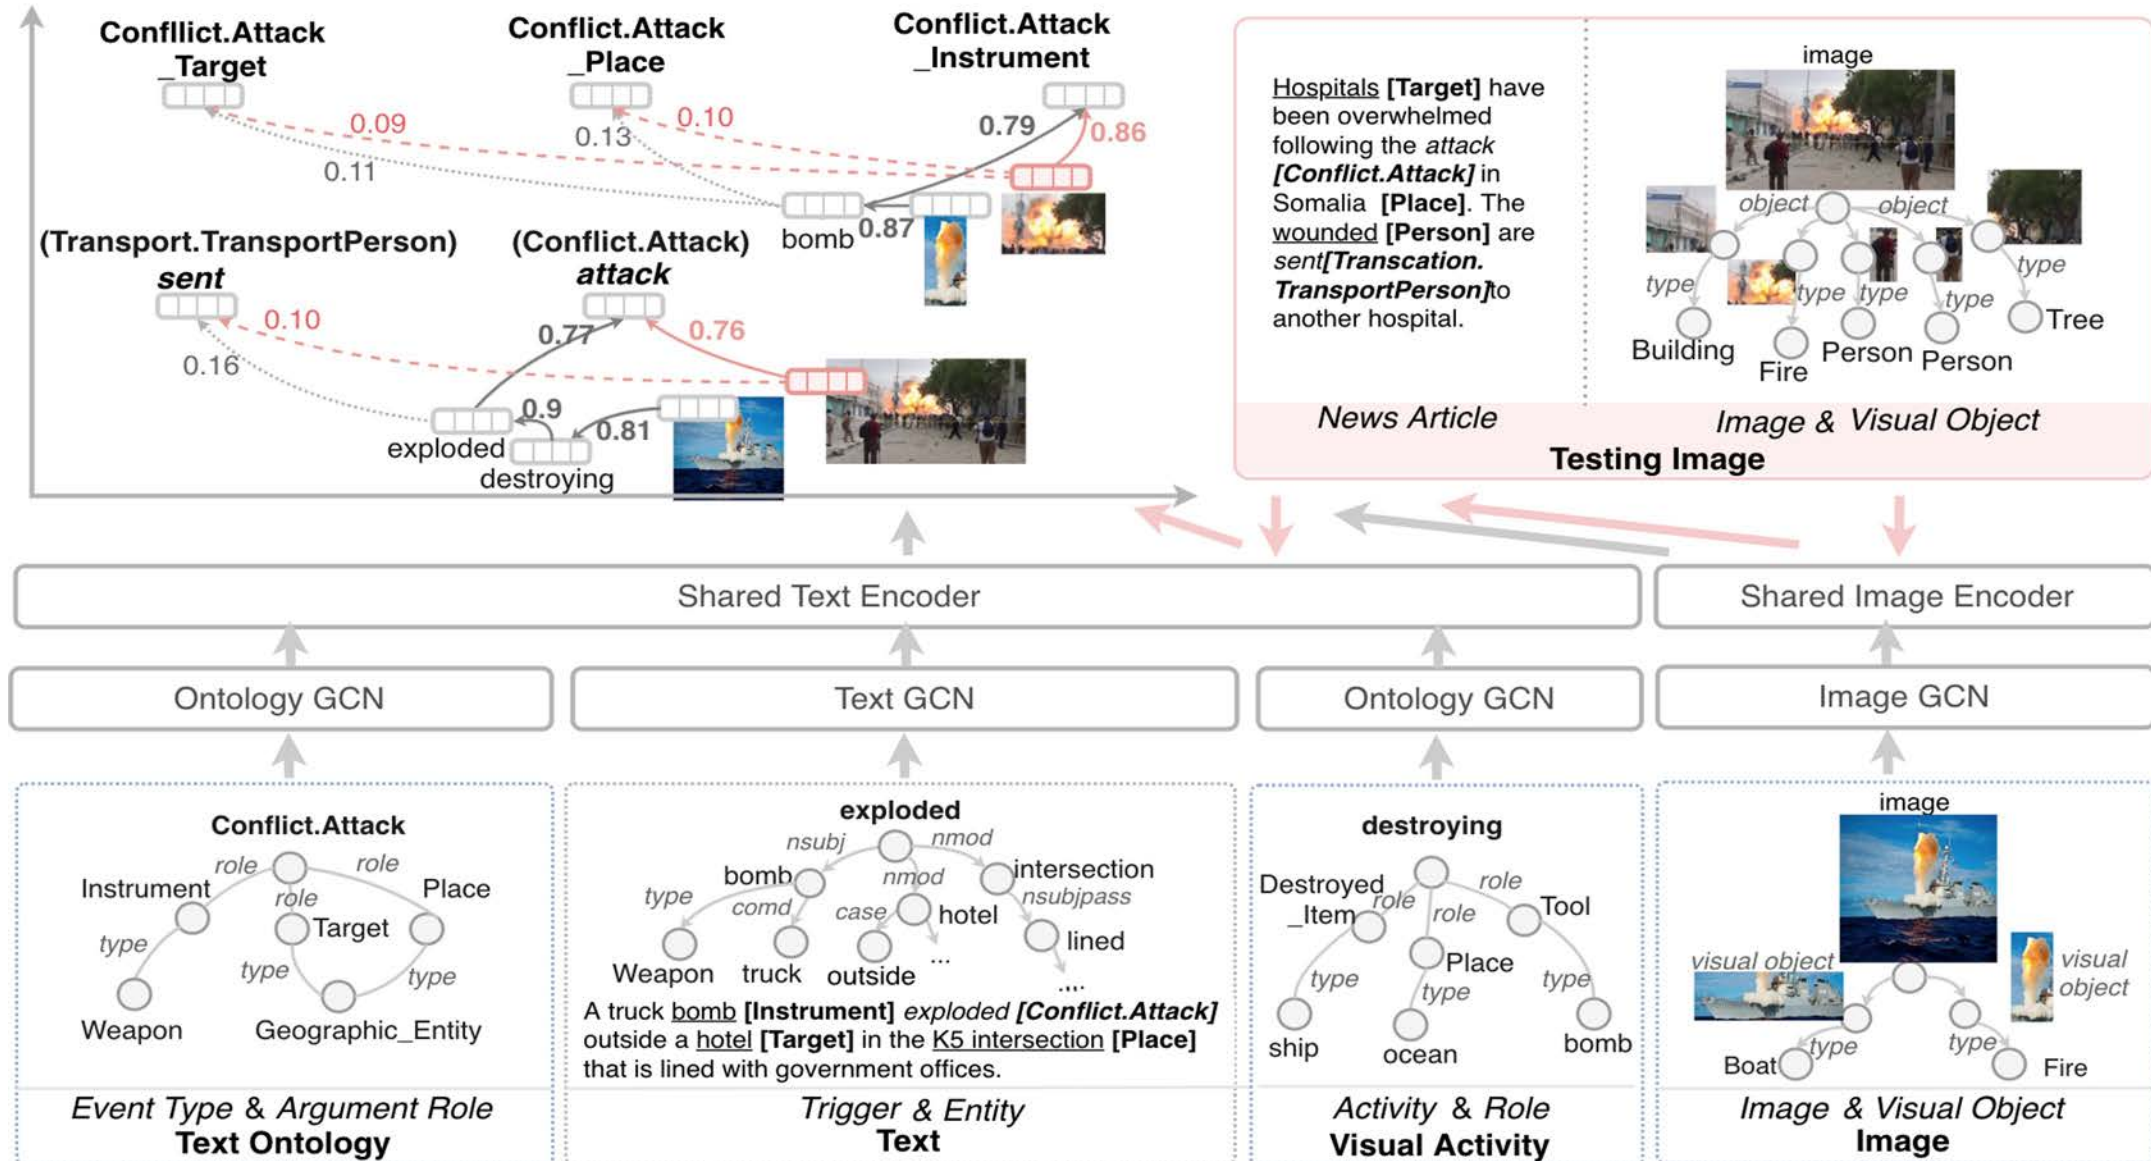 Confllict.Attack
_Target
Conflict.Attack
_Place
Conflict.Attack
_Instrument
0.09
0.11
0.10
0.13
0.79
0.86
bomb
0.87
(Transport.TransportPerson)
sent
(Conflict.Attack)
attack
0.10
0.16
0.77
0.76
0.9
0.81
exploded
destroying
Hospitals [Target] have
been overwhelmed
following the attack
[Conflict.Attack] in
Somalia [Place]. The
wounded [Person] are
sent[Transcation.
TransportPerson]to
another hospital.
News Article
image
object
object
type
type
type
type
type
Building
Fire
Person
Person
Tree
Image & Visual Object
Testing Image
Shared Text Encoder
Shared Image Encoder
Ontology GCN
Text GCN
Ontology GCN
Image GCN
Conflict.Attack
role
role
role
Instrument
Target
Place
type
type
type
Weapon
Geographic_Entity
Event Type & Argument Role
Text Ontology
exploded
nsubj
nmod
bomb
nmod
intersection
type
comd
case
hotel
nsubjpass
lined
Weapon
truck
outside
...
....
A truck bomb [Instrument] exploded [Conflict.Attack]
outside a hotel [Target] in the K5 intersection [Place]
that is lined with government offices.
Trigger & Entity
Text
destroying
Destroyed
_Item
role
role
role
Tool
Place
type
type
type
ship
ocean
bomb
Activity & Role
Visual Activity
image
visual object
visual
object
type
type
Boat
Fire
Image & Visual Object
Image